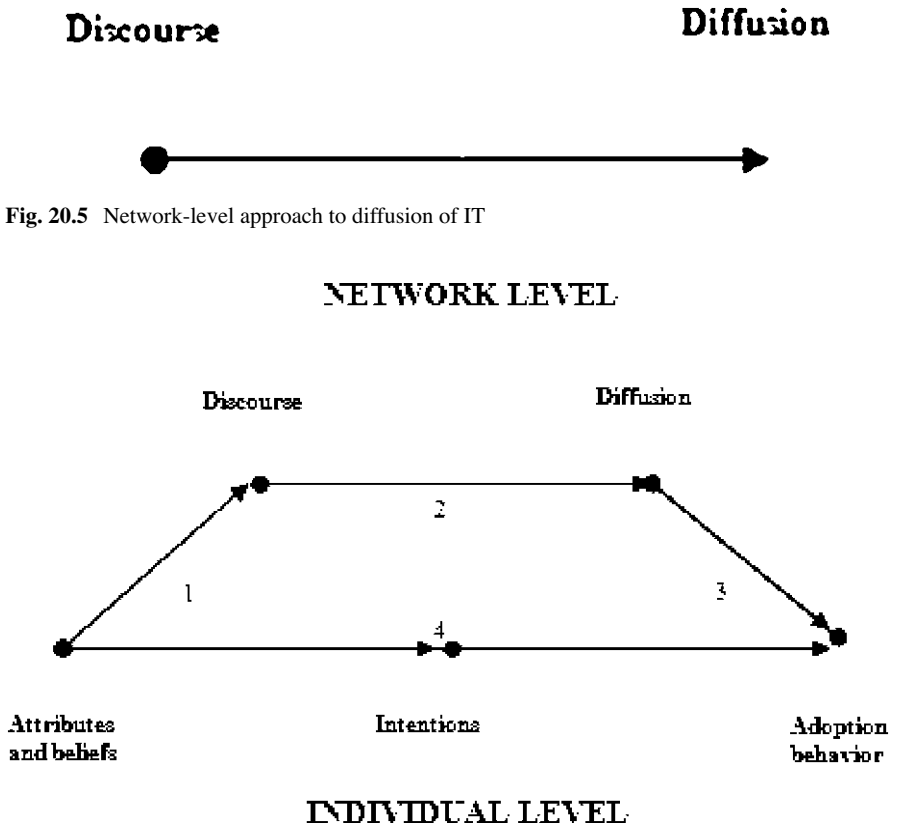 Discourse Diffusion
Fig. 20.5 Network-level approach to diffusion of IT
NETWORK LEVEL
Discourse Diffusion
2
1 3
4
Attributes
and beliefs
Intentions
Adoption
behavior
INDIVIDUAL LEVEL